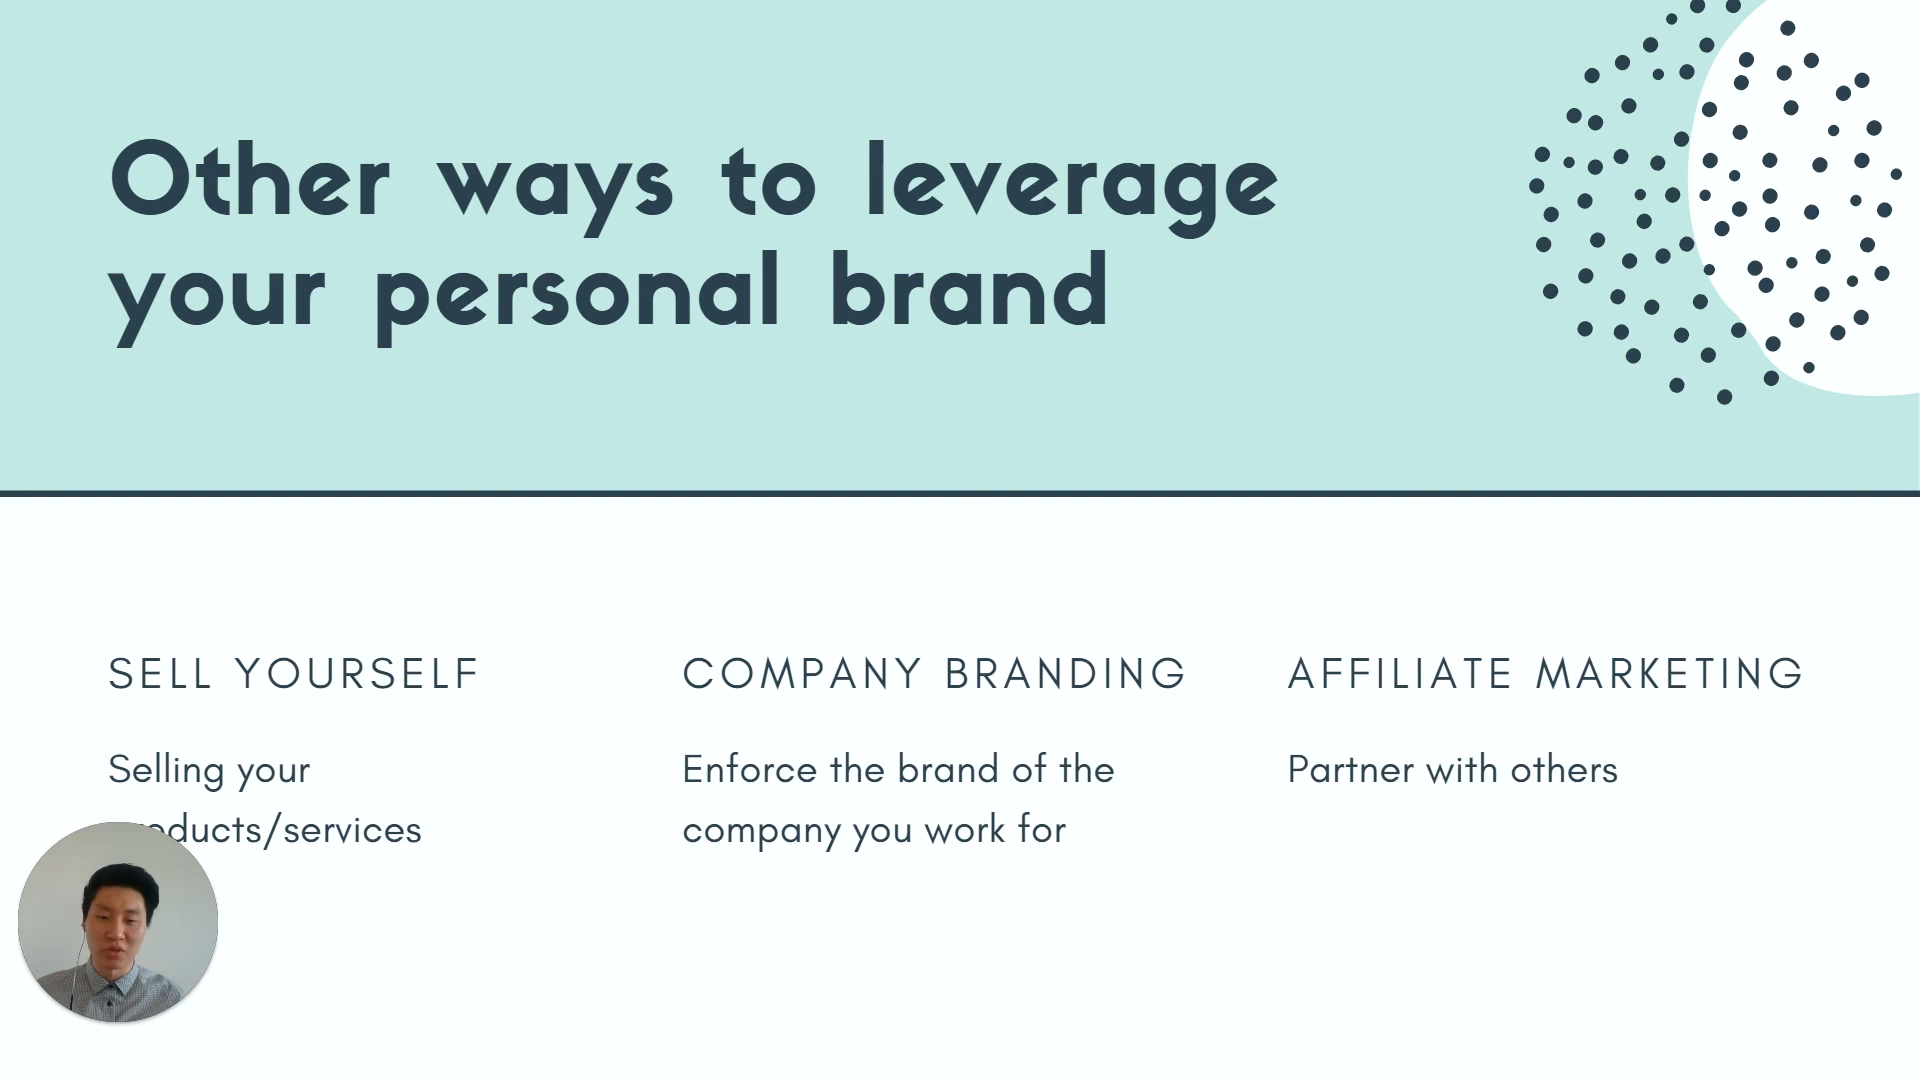 Other ways to leverage
your personal brand
SELL YOURSELF
Selling your
products/services
COMPANY BRANDING
Enforce the brand of the
company you work for
AFFILIATE MARKETING
Partner with others